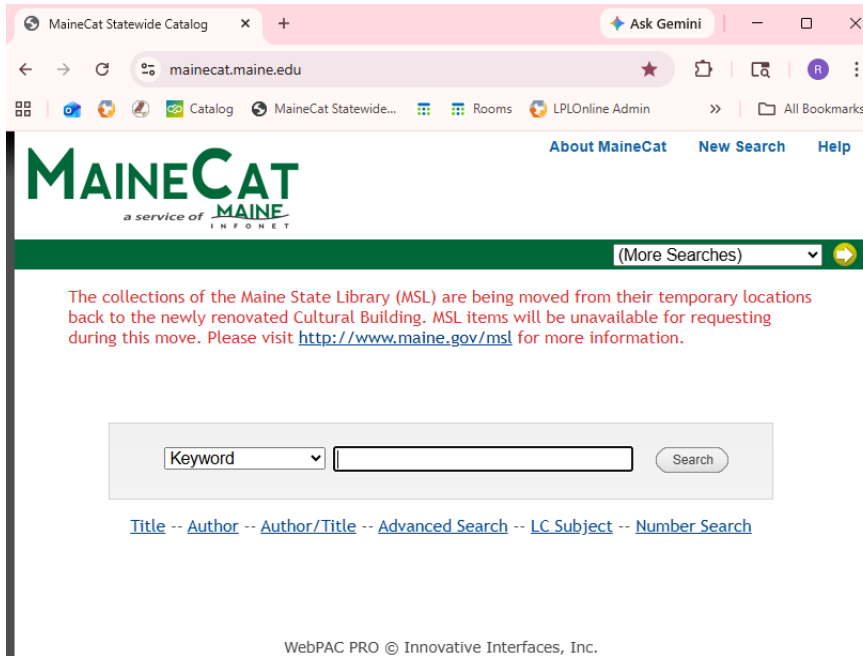 MaineCat Statewide Catalog
Ask Gemini
mainecat.maine.edu
R
Catalog MaineCat Statewide... Rooms LPLOnline Admin » All Bookmarks
About MaineCat New Search Help
MAINECAT
a service of MAINE
INFONET
(More Searches)
The collections of the Maine State Library (MSL) are being moved from their temporary locations
back to the newly renovated Cultural Building. MSL items will be unavailable for requesting
during this move. Please visit http://www.maine.gov/msl for more information.
Keyword Search
Title -- Author -- Author/Title -- Advanced Search -- LC Subject -- Number Search
WebPAC PRO © Innovative Interfaces, Inc.